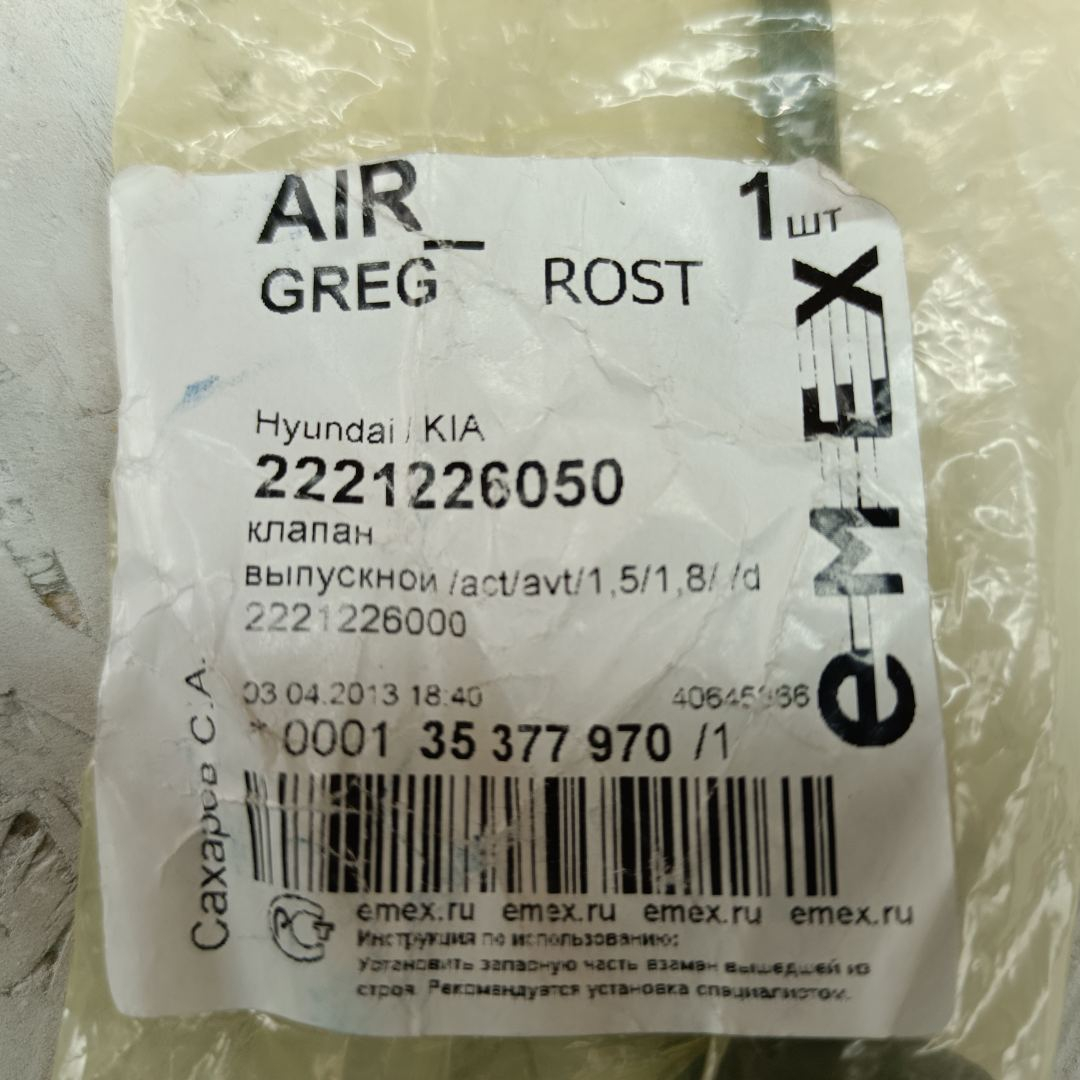 AIR_ 1 шт
GREG ROST
Hyundai / KIA
2221226050
клапан
выпускной /act/avt/1,5/1,8/ /d
2221226000
03.04.2013 18:40
* 0001 35 377 970 /1
emex
Сахаров С.А.
emex.ru emex.ru emex.ru emex.ru
Инструкция по использованию:
Установить запасную часть взамен вышедшей из
строя. Рекомендуется установка специалистом.